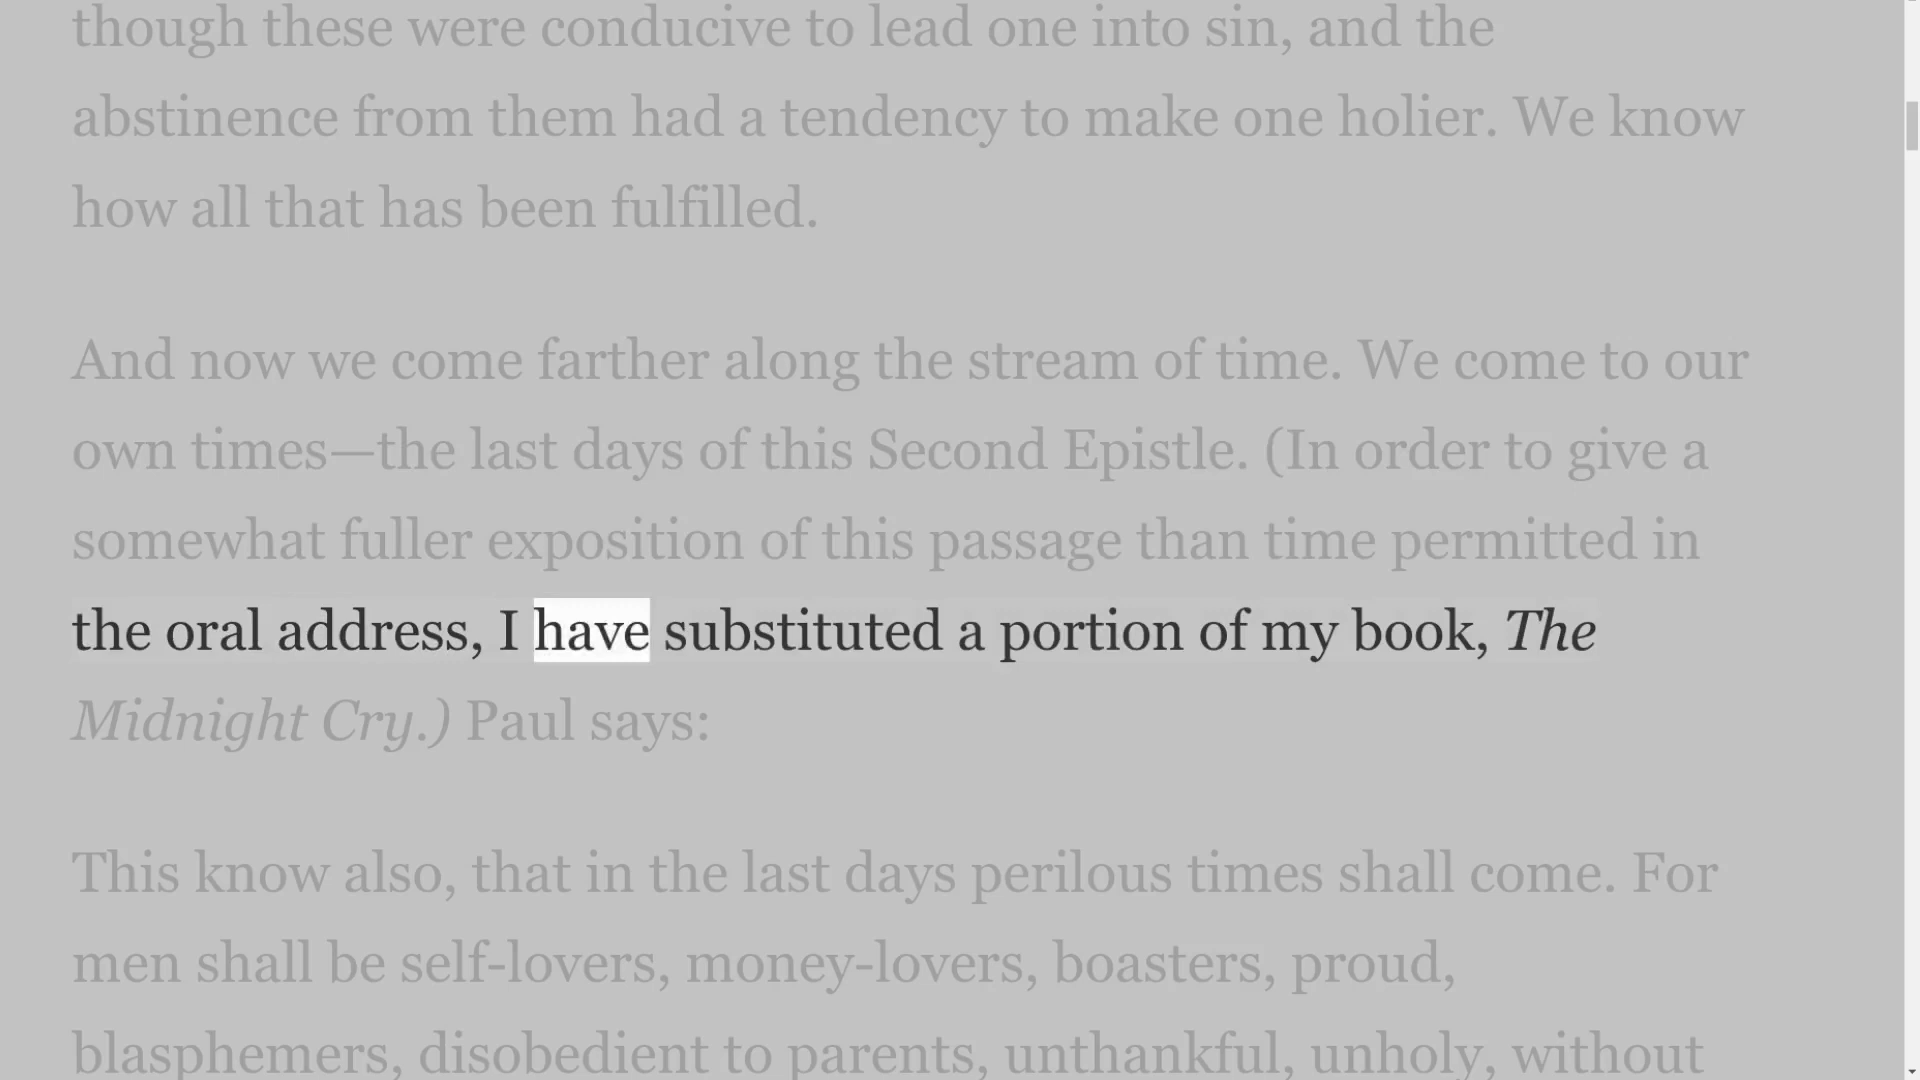 though these were conducive to lead one into sin, and the
abstinence from them had a tendency to make one holier. We know
how all that has been fulfilled.
And now we come farther along the stream of time. We come to our
own times—the last days of this Second Epistle. (In order to give a
somewhat fuller exposition of this passage than time permitted in
the oral address, I have substituted a portion of my book, The
Midnight Cry.) Paul says:
This know also, that in the last days perilous times shall come. For
men shall be self-lovers, money-lovers, boasters, proud,
blasphemers, disobedient to parents, unthankful, unholy, without